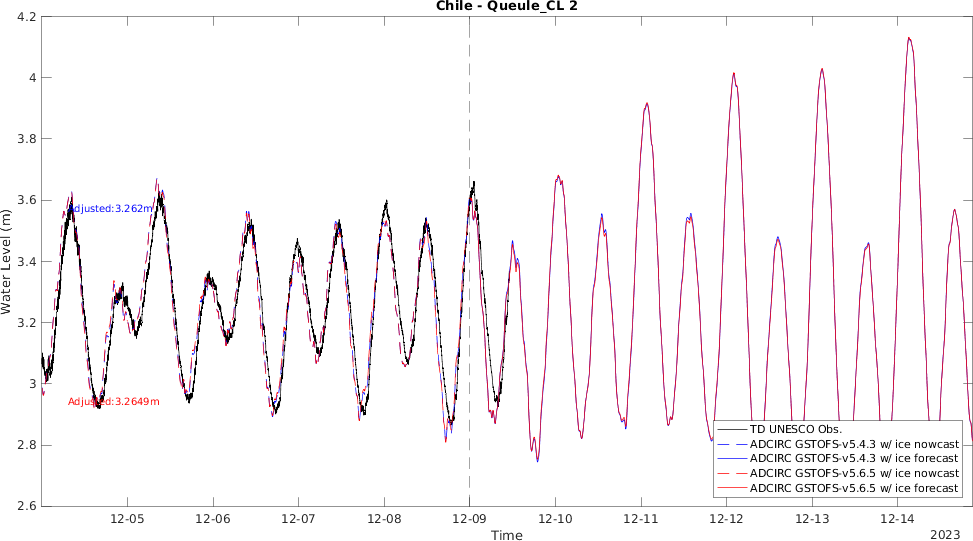 Chile - Queule_CL 2
4.2
4
3.8
3.6
3.4
3.2
3
2.8
2.6
Water Level (m)
Adjusted:3.262m
Adjusted:3.2649m
TD UNESCO Obs.
ADCIRC GSTOFS-v5.4.3 w/ ice nowcast
ADCIRC GSTOFS-v5.4.3 w/ ice forecast
ADCIRC GSTOFS-v5.6.5 w/ ice nowcast
ADCIRC GSTOFS-v5.6.5 w/ ice forecast
12-05 12-06 12-07 12-08 12-09 12-10 12-11 12-12 12-13 12-14
Time
2023